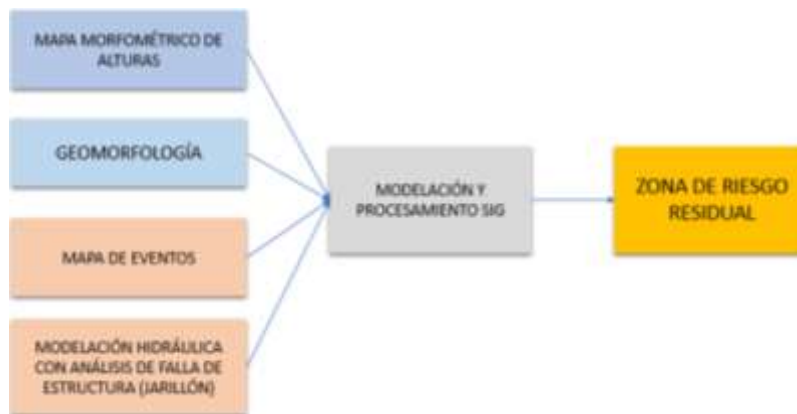 MAPA MORFOMÉTRICO DE
ALTURAS
GEOMORFOLOGÍA
MAPA DE EVENTOS
MODELACIÓN HIDRÁULICA
CON ANÁLISIS DE FALLA DE
ESTRUCTURA (JARILLÓN)
MODELACIÓN Y
PROCESAMIENTO SIG
ZONA DE RIESGO
RESIDUAL